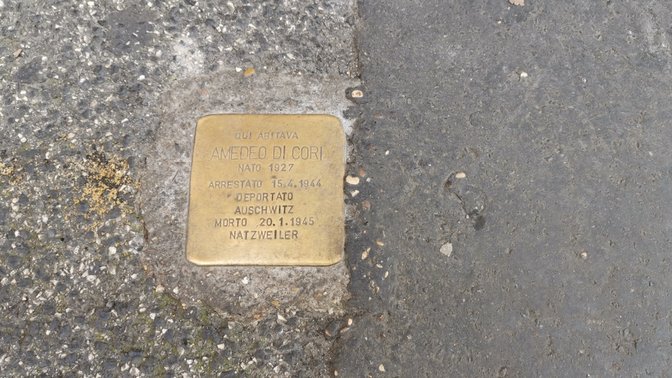 QUI ABITAVA
AMEDEO DI CORI
NATO 1927
ARRESTATO 15.4.1944
DEPORTATO
AUSCHWITZ
MORTO 20.1.1945
NATZWEILER